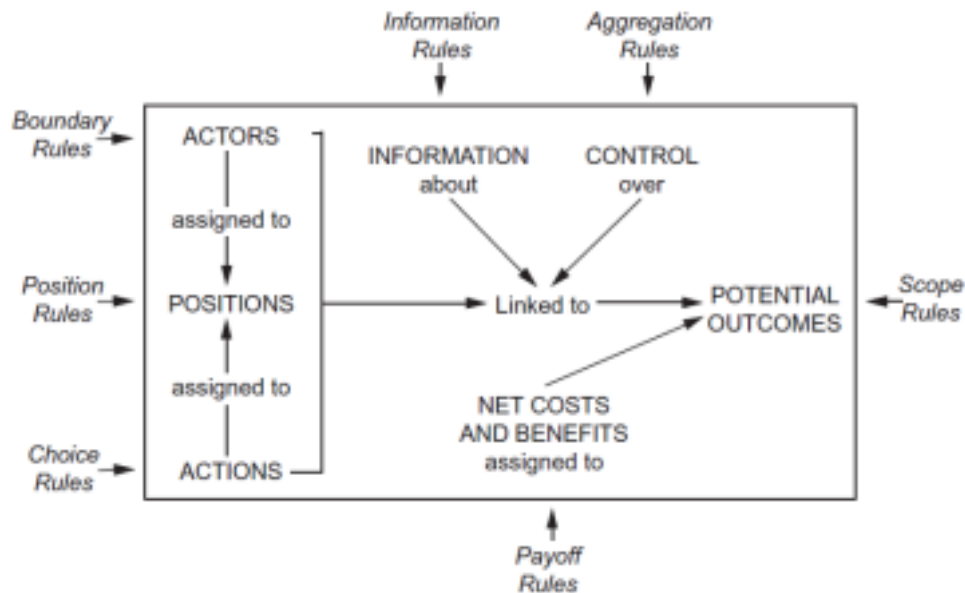 Information
Rules
Aggregation
Rules
Boundary
Rules
ACTORS
INFORMATION
about
CONTROL
over
assigned to
Position
Rules
POSITIONS
Linked to
POTENTIAL
OUTCOMES
Scope
Rules
assigned to
NET COSTS
AND BENEFITS
assigned to
Choice
Rules
ACTIONS
Payoff
Rules